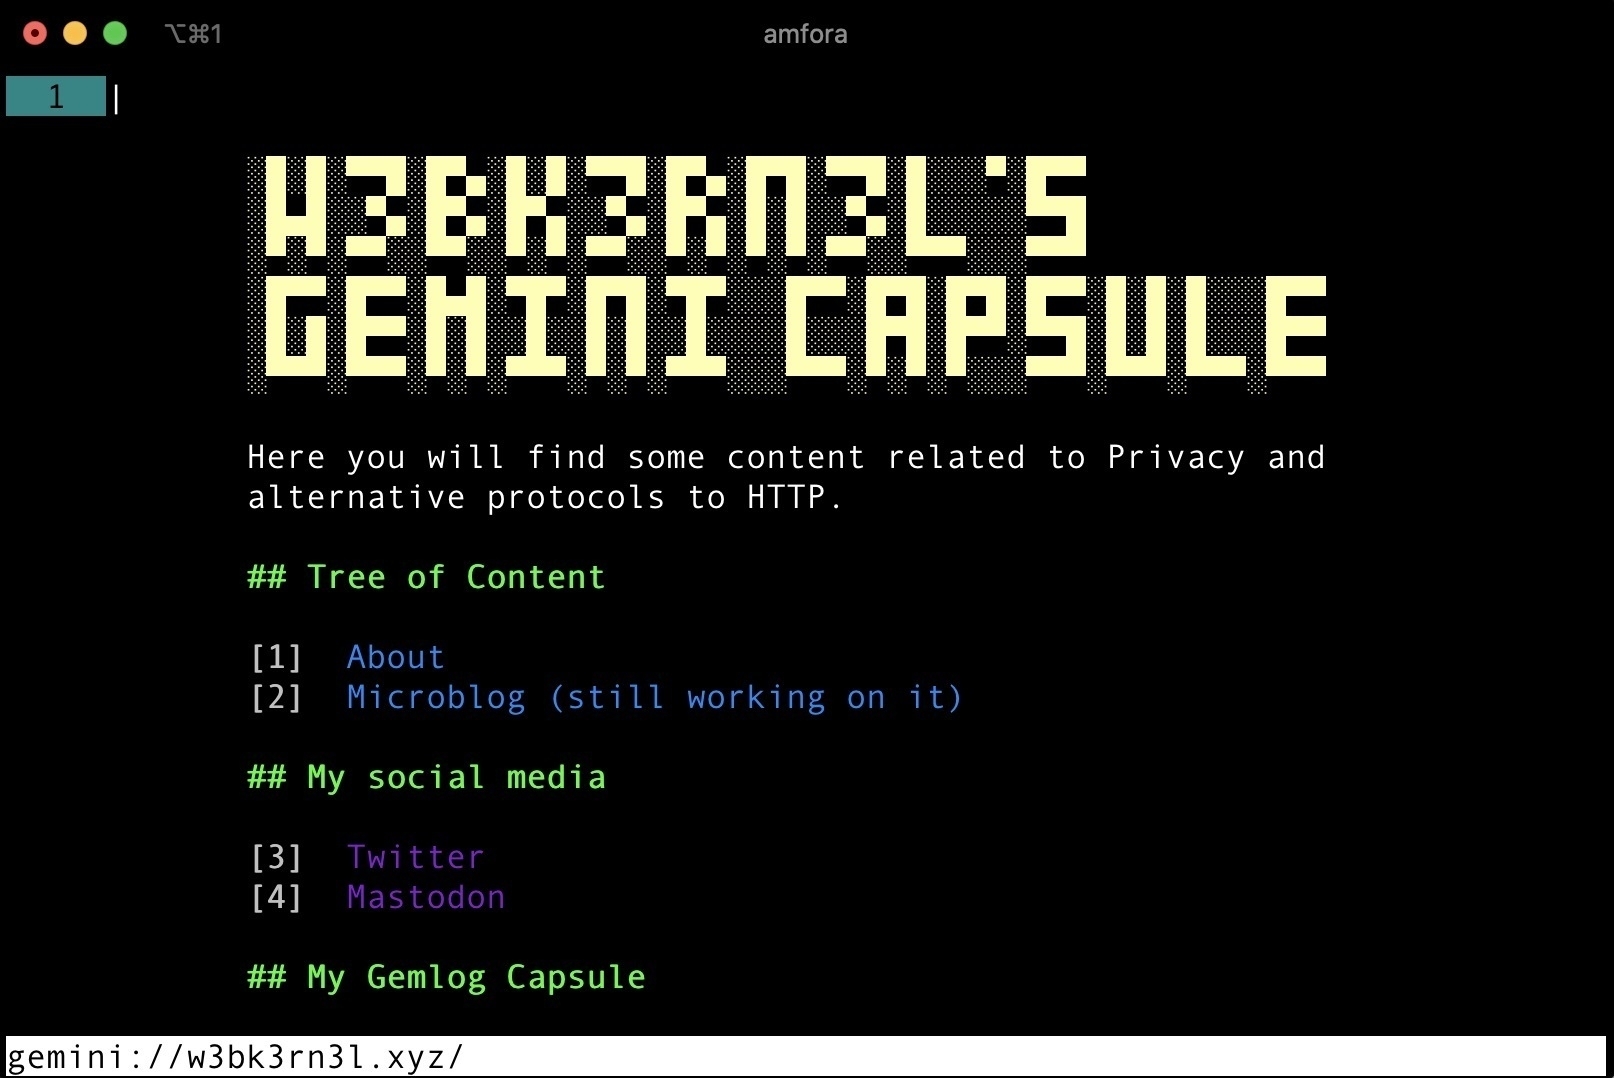 ⌥⌘1 amfora
1
W3BK3RN3L'S
GEMINI CAPSULE
Here you will find some content related to Privacy and
alternative protocols to HTTP.
## Tree of Content
[1] About
[2] Microblog (still working on it)
## My social media
[3] Twitter
[4] Mastodon
## My Gemlog Capsule
gemini://w3bk3rn3l.xyz/